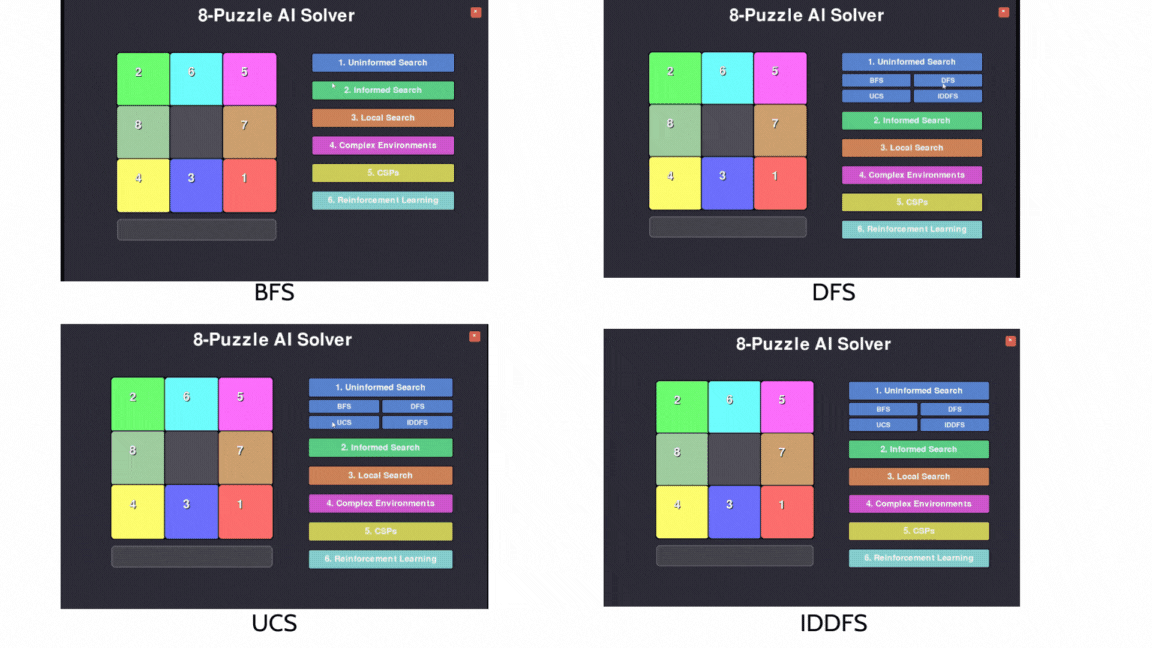 8-Puzzle AI Solver
2 6 5
8 7
4 3 1
1. Uninformed Search
2. Informed Search
3. Local Search
4. Complex Environments
5. CSPs
6. Reinforcement Learning
BFS
8-Puzzle AI Solver
2 6 5
8 7
4 3 1
1. Uninformed Search
BFS DFS
UCS IDDFS
2. Informed Search
3. Local Search
4. Complex Environments
5. CSPs
6. Reinforcement Learning
DFS
8-Puzzle AI Solver
2 6 5
8 7
4 3 1
1. Uninformed Search
BFS DFS
UCS IDDFS
2. Informed Search
3. Local Search
4. Complex Environments
5. CSPs
6. Reinforcement Learning
UCS
8-Puzzle AI Solver
2 6 5
8 7
4 3 1
1. Uninformed Search
BFS DFS
UCS IDDFS
2. Informed Search
3. Local Search
4. Complex Environments
5. CSPs
6. Reinforcement Learning
IDDFS